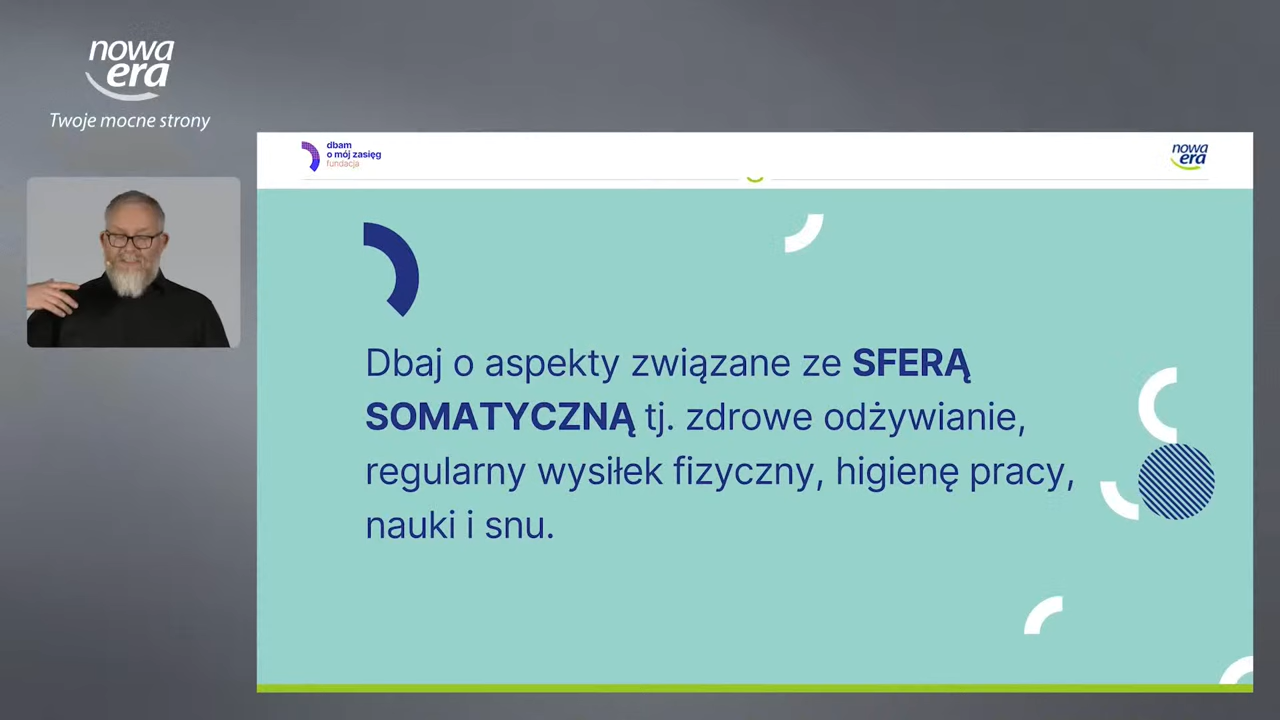 nowa
era
Twoje mocne strony
dbam
o mój zasięg
fundacja
nowa
era
Dbaj o aspekty związane ze SFERĄ
SOMATYCZNĄ tj. zdrowe odżywianie,
regularny wysiłek fizyczny, higienę pracy,
nauki i snu.